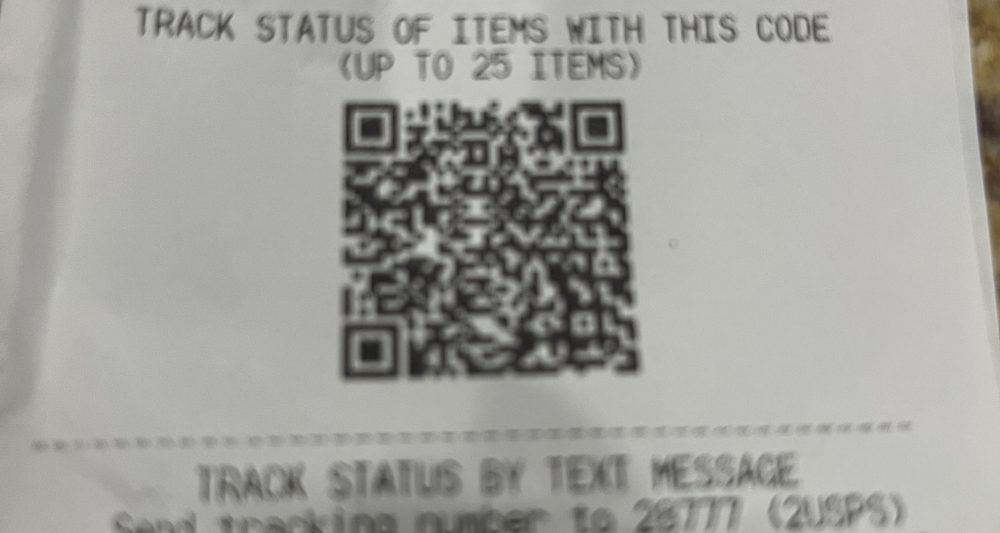 TRACK STATUS OF ITEMS WITH THIS CODE
(UP TO 25 ITEMS)
TRACK STATUS BY TEXT MESSAGE
Send tracking number to 28777 (2USPS)